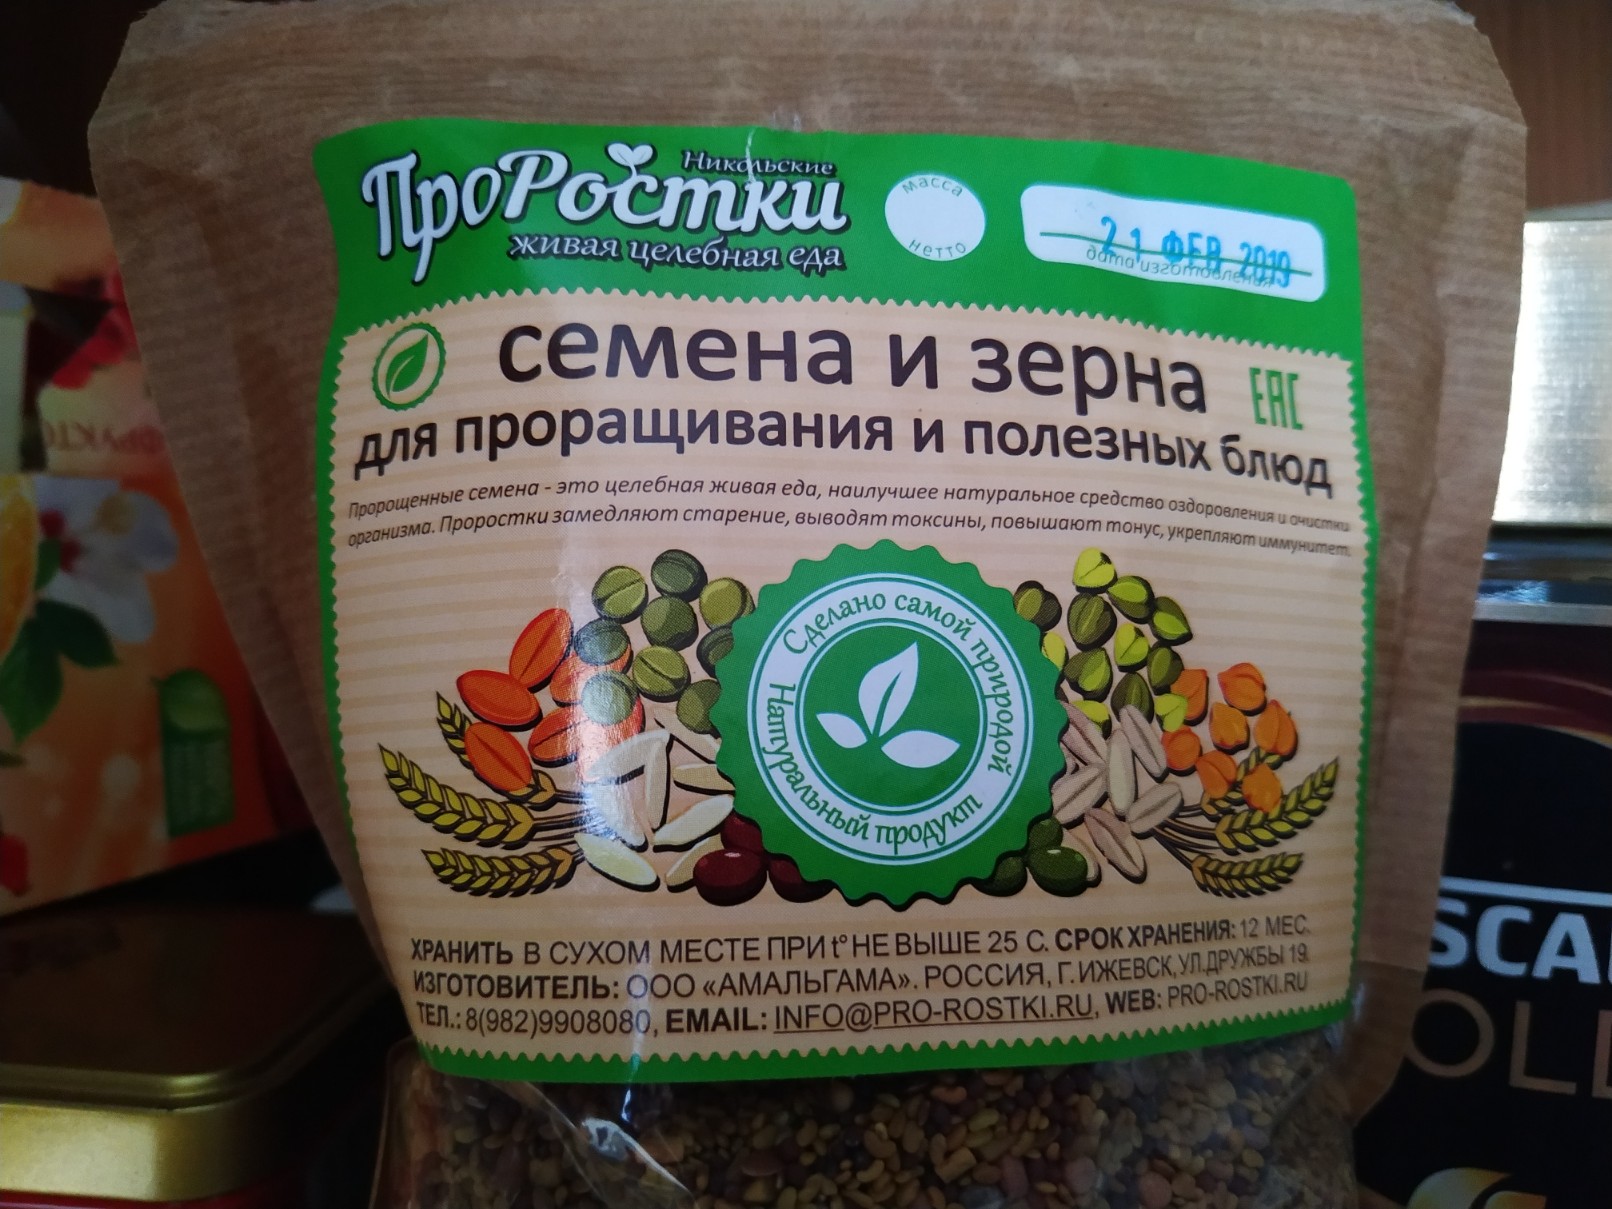 Никольские
ПроРостки
живая целебная еда
масса
нетто
21 ФЕВ 2019
дата изготовления
семена и зерна
EAC
для проращивания и полезных блюд
Пророщенные семена - это целебная живая еда, наилучшее натуральное средство оздоровления и очистки
организма. Проростки замедляют старение, выводят токсины, повышают тонус, укрепляют иммунитет.
Сделано самой природой
Натуральный продукт
ХРАНИТЬ В СУХОМ МЕСТЕ ПРИ t° НЕ ВЫШЕ 25 С. СРОК ХРАНЕНИЯ: 12 МЕС.
ИЗГОТОВИТЕЛЬ: ООО «АМАЛЬГАМА». РОССИЯ, Г.ИЖЕВСК, УЛ.ДРУЖБЫ 19.
ТЕЛ.: 8(982)9908080, EMAIL: INFO@PRO-ROSTKI.RU, WEB: PRO-ROSTKI.RU
SCA
OLD